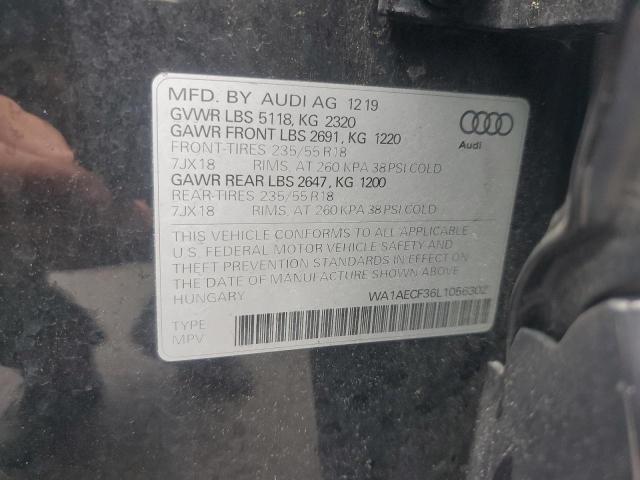 MFD. BY AUDI AG 12 19
GVWR LBS 5118, KG 2320
GAWR FRONT LBS 2691, KG 1220
FRONT-TIRES 235/55 R18
7JX18 RIMS, AT 260 KPA 38 PSI COLD
GAWR REAR LBS 2647, KG 1200
REAR-TIRES 235/55 R18
7JX18 RIMS, AT 260 KPA 38 PSI COLD
Audi
THIS VEHICLE CONFORMS TO ALL APPLICABLE
U.S. FEDERAL MOTOR VEHICLE SAFETY AND
THEFT PREVENTION STANDARDS IN EFFECT ON
THE DATE OF MANUFACTURE SHOWN ABOVE
HUNGARY WA1AECF36L1056302
TYPE
MPV